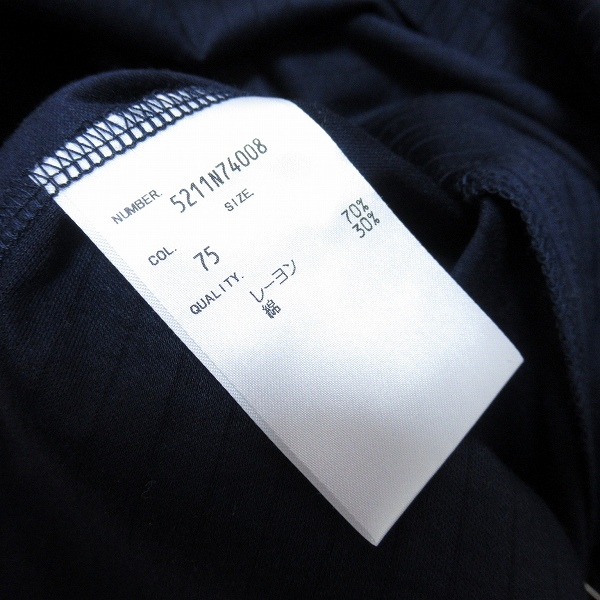 NUMBER. 5211N74008
SIZE
COL. 75
QUALITY.
レーヨン 70%
綿 30%